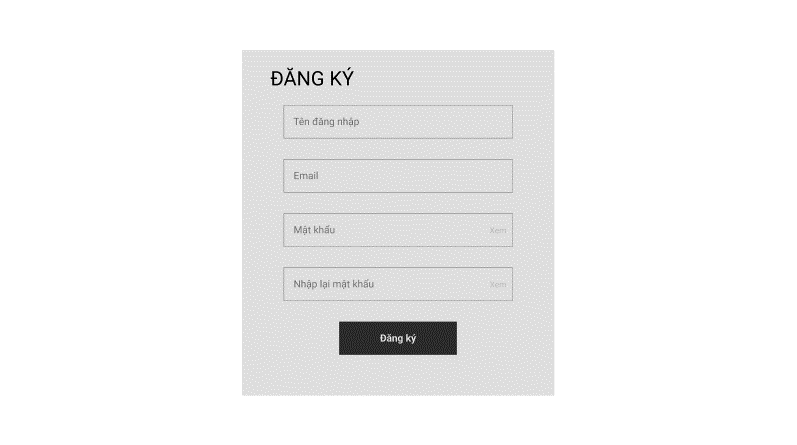 ĐĂNG KÝ
Tên đăng nhập
Email
Mật khẩu Xem
Nhập lại mật khẩu Xem
Đăng ký